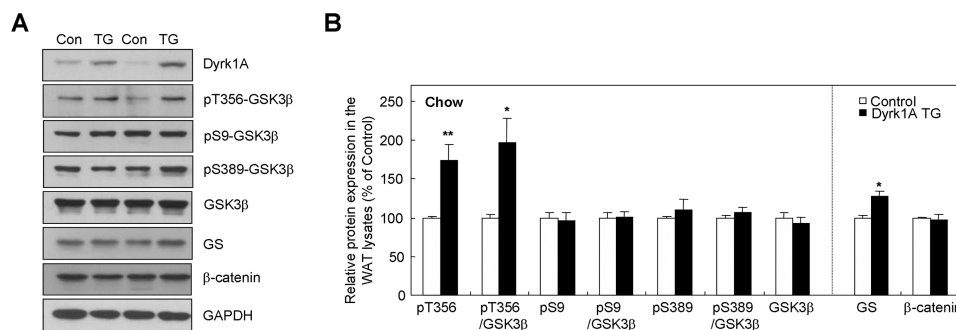 A
Con TG Con TG
Dyrk1A
pT356-GSK3β
pS9-GSK3β
pS389-GSK3β
GSK3β
GS
β-catenin
GAPDH
B
Relative protein expression in the
WAT lysates (% of Control)
250
200
150
100
50
0
Chow
Control
Dyrk1A TG
**
*
*
pT356
pT356
/GSK3β
pS9
pS9
/GSK3β
pS389
pS389
/GSK3β
GSK3β
GS
β-catenin